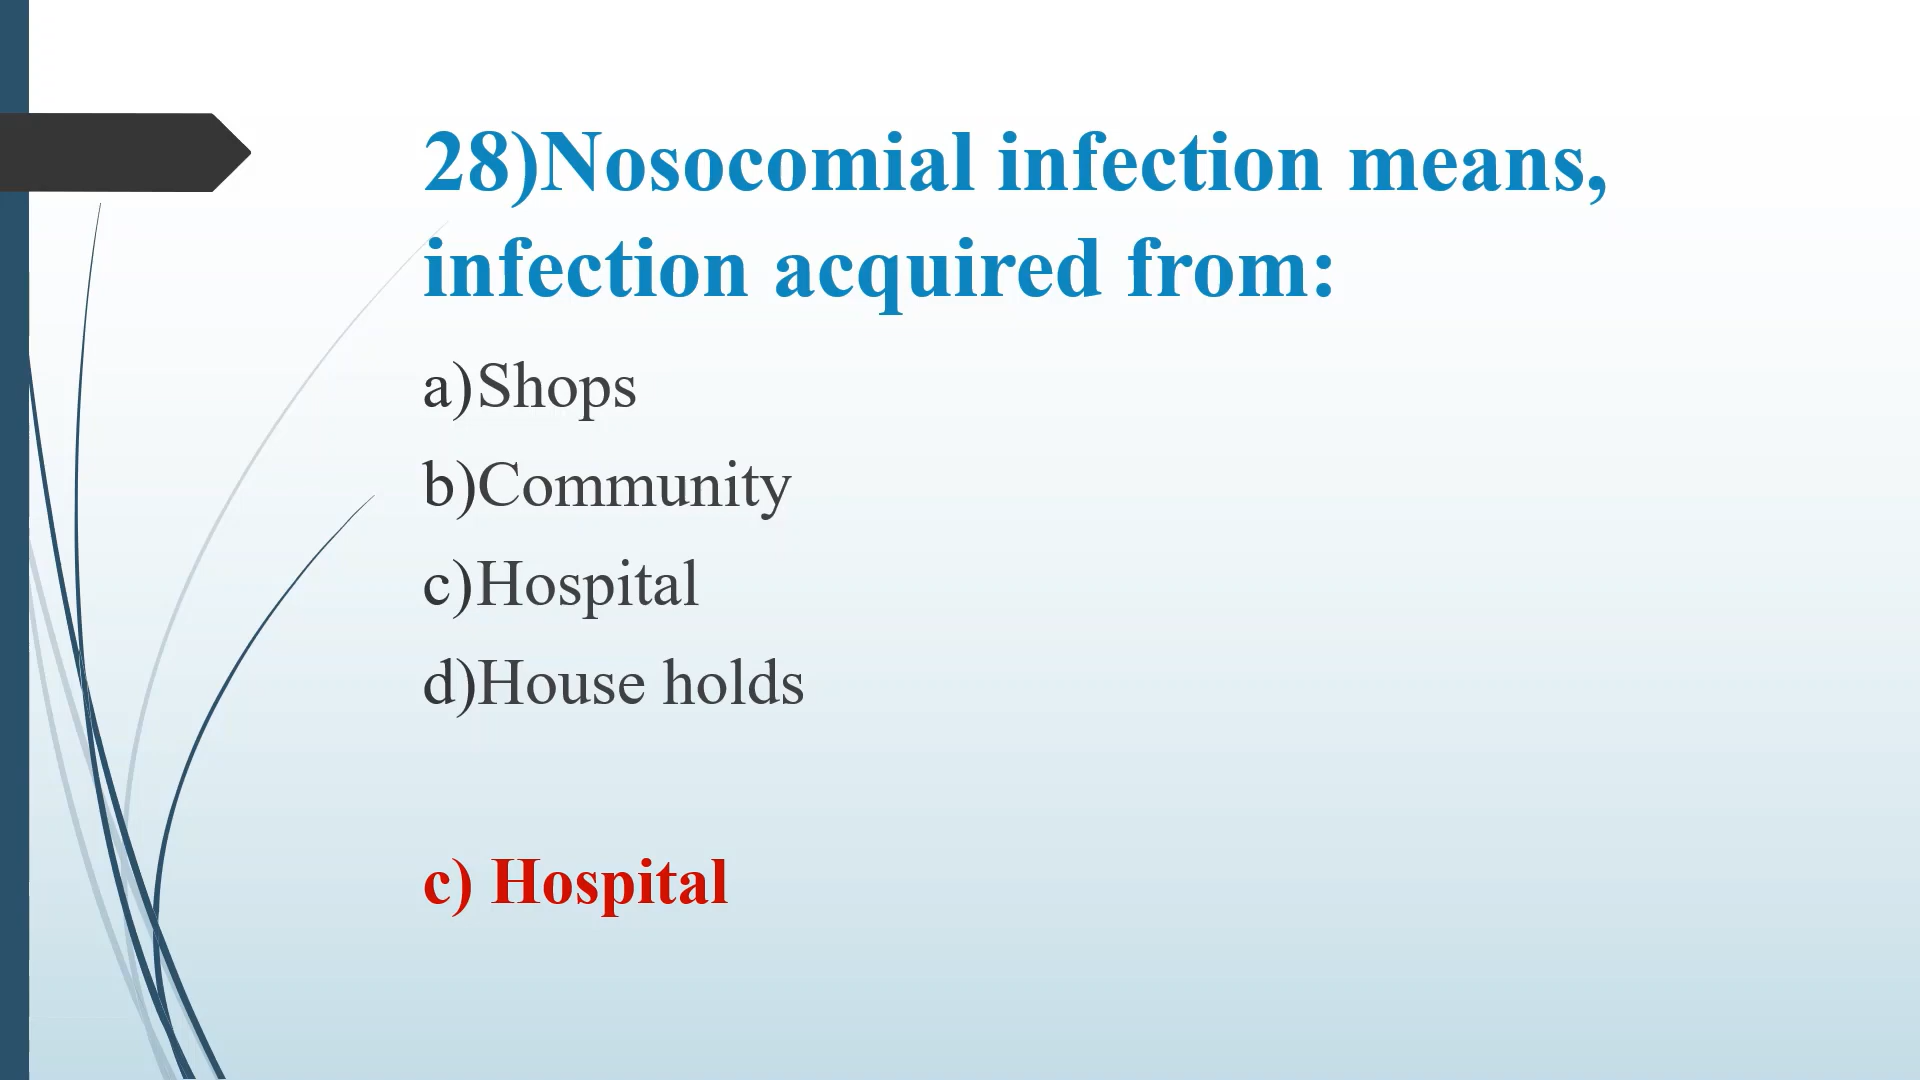 28)Nosocomial infection means,
infection acquired from:
a)Shops
b)Community
c)Hospital
d)House holds
c) Hospital